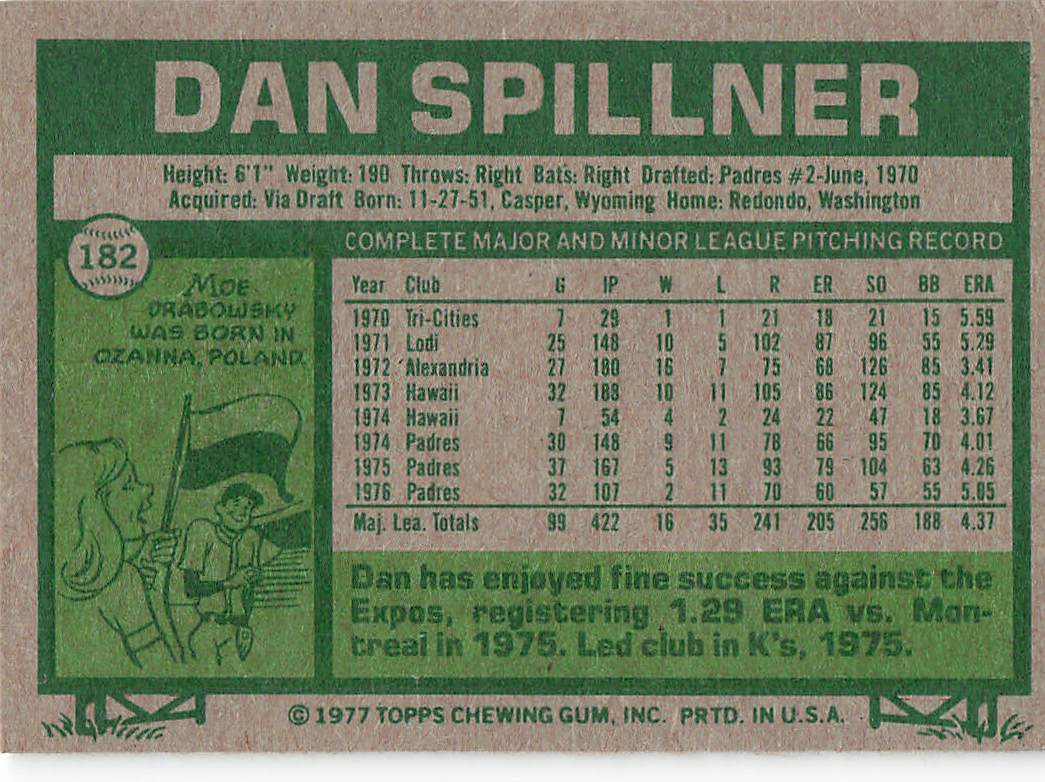 DAN SPILLNER
Height: 6'1" Weight: 190 Throws: Right Bats: Right Drafted: Padres #2-June, 1970
Acquired: Via Draft Born: 11-27-51, Casper, Wyoming Home: Redondo, Washington
182
COMPLETE MAJOR AND MINOR LEAGUE PITCHING RECORD
MOE
DRABOWSKY
WAS BORN IN
OZANNA, POLAND.
Year Club G IP W L R ER SO BB ERA
1970 Tri-Cities 7 29 1 1 21 18 21 15 5.59
1971 Lodi 25 148 10 5 102 87 96 55 5.29
1972 Alexandria 27 180 16 7 75 68 126 85 3.41
1973 Hawaii 32 188 10 11 105 86 124 85 4.12
1974 Hawaii 7 54 4 2 24 22 47 18 3.67
1974 Padres 30 148 9 11 78 66 95 70 4.01
1975 Padres 37 167 5 13 93 79 104 63 4.26
1976 Padres 32 107 2 11 70 60 57 55 5.05
Maj. Lea. Totals 99 422 16 35 241 205 256 188 4.37
Dan has enjoyed fine success against the
Expos, registering 1.29 ERA vs. Mon-
treal in 1975. Led club in K's, 1975.
© 1977 TOPPS CHEWING GUM, INC. PRTD. IN U.S.A.